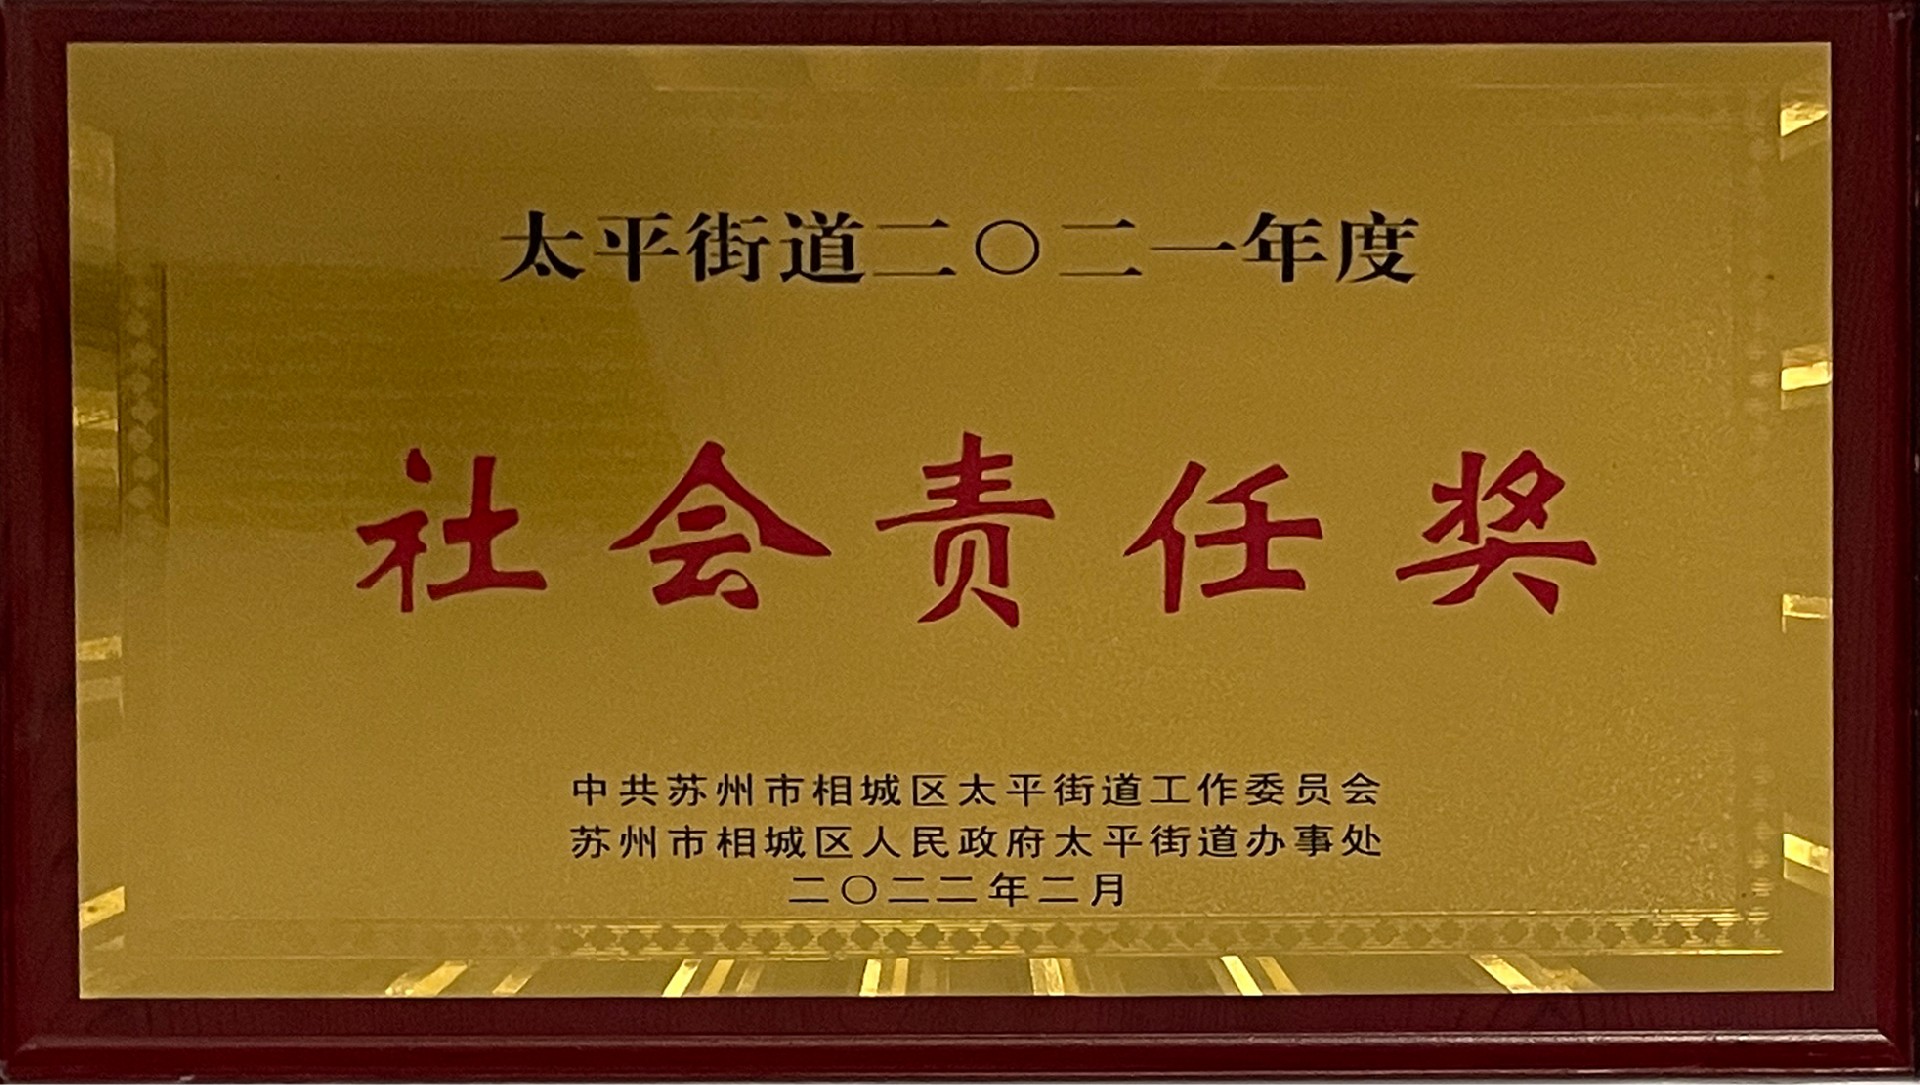 太平街道二〇二一年度
社会责任奖
中共苏州市相城区太平街道工作委员会
苏州市相城区人民政府太平街道办事处
二〇二二年二月